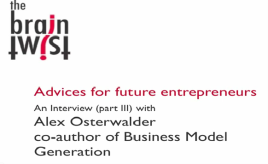 the
brain
twist
Advices for future entrepreneurs
An Interview (part III) with
Alex Osterwalder
co-author of Business Model
Generation